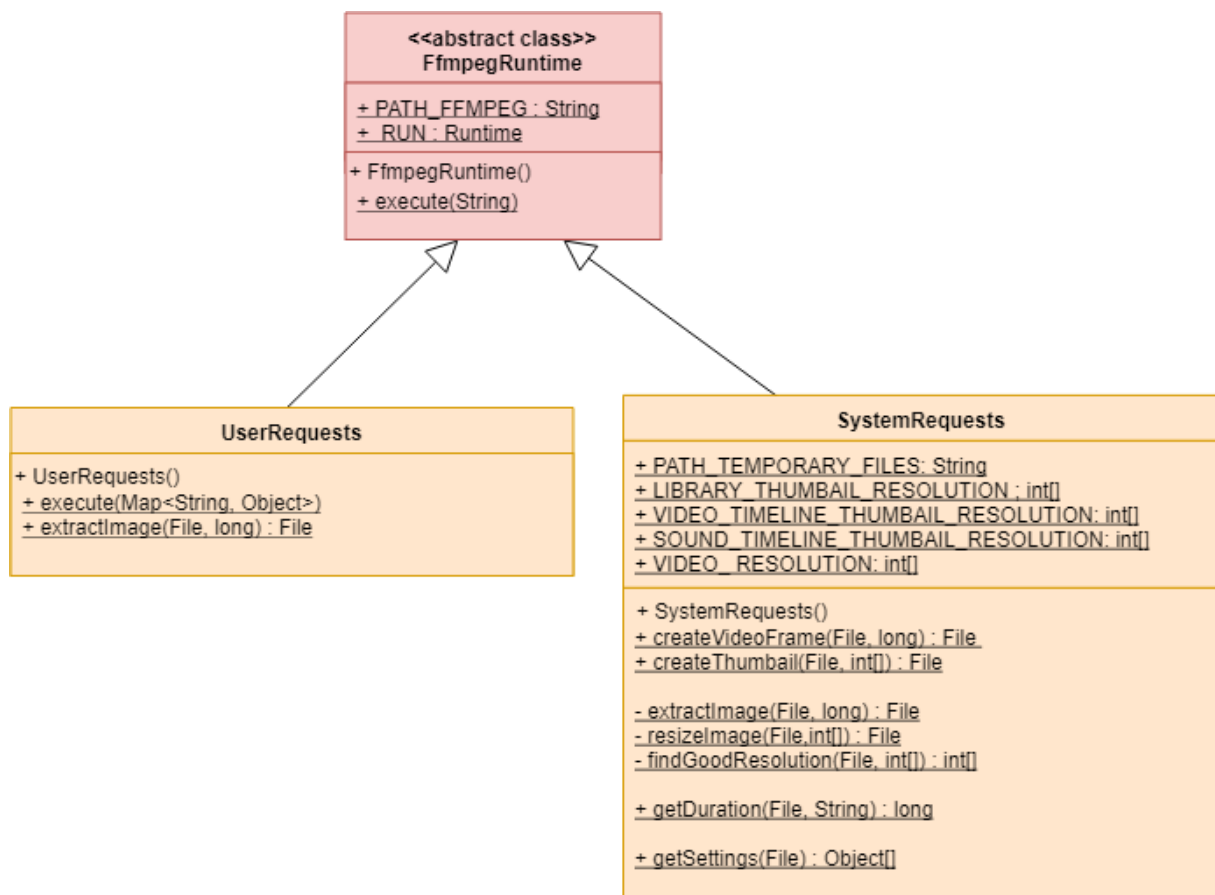 <<abstract class>>
FfmpegRuntime
+ PATH_FFMPEG : String
+ RUN : Runtime
+ FfmpegRuntime()
+ execute(String)
UserRequests
+ UserRequests()
+ execute(Map<String, Object>)
+ extractImage(File, long) : File
SystemRequests
+ PATH_TEMPORARY_FILES: String
+ LIBRARY_THUMBAIL_RESOLUTION ; int[]
+ VIDEO_TIMELINE_THUMBAIL_RESOLUTION: int[]
+ SOUND_TIMELINE_THUMBAIL_RESOLUTION: int[]
+ VIDEO_ RESOLUTION: int[]
+ SystemRequests()
+ createVideoFrame(File, long) : File
+ createThumbail(File, int[]) : File
- extractImage(File, long) : File
- resizeImage(File,int[]) : File
- findGoodResolution(File, int[]) : int[]
+ getDuration(File, String) : long
+ getSettings(File) : Object[]